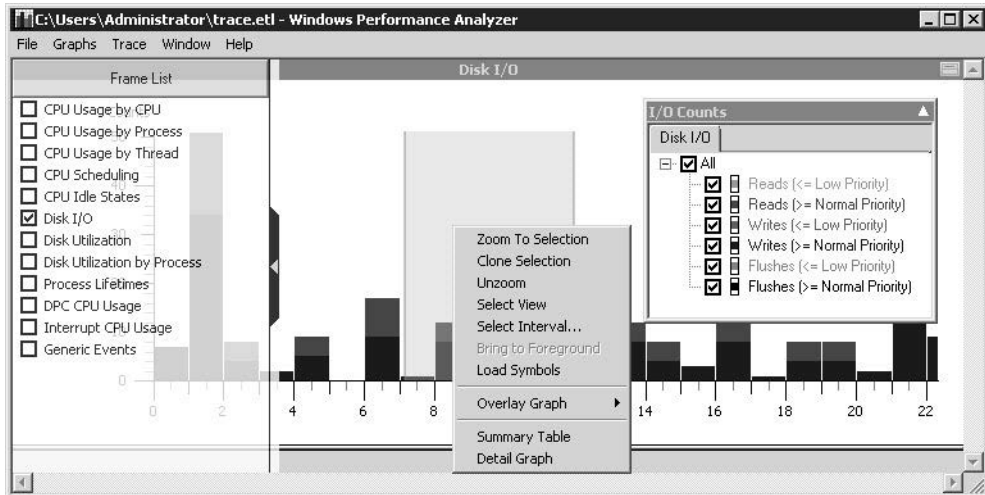 C:\Users\Administrator\trace.etl - Windows Performance Analyzer
File Graphs Trace Window Help
Frame List
Disk I/O
CPU Usage by CPU
CPU Usage by Process
CPU Usage by Thread
CPU Scheduling
CPU Idle States
Disk I/O
Disk Utilization
Disk Utilization by Process
Process Lifetimes
DPC CPU Usage
Interrupt CPU Usage
Generic Events
40
0
0 2 4 6 8 14 16 18 20 22
Zoom To Selection
Clone Selection
Unzoom
Select View
Select Interval...
Bring to Foreground
Load Symbols
Overlay Graph
Summary Table
Detail Graph
I/O Counts
Disk I/O
All
Reads (<= Low Priority)
Reads (>= Normal Priority)
Writes (<= Low Priority)
Writes (>= Normal Priority)
Flushes (<= Low Priority)
Flushes (>= Normal Priority)